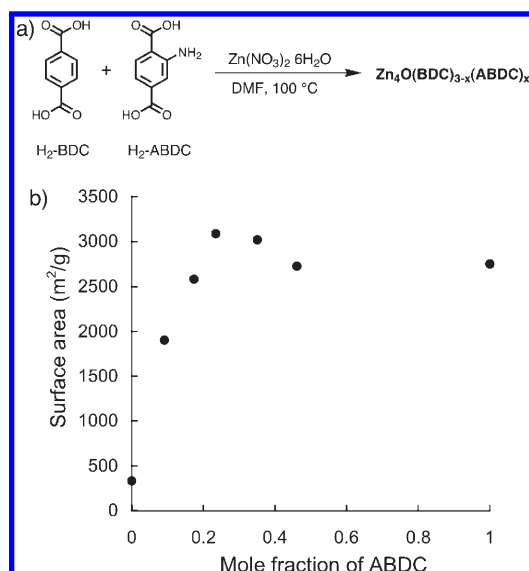 a)
O OH
O OH
NH₂
+
Zn(NO₃)₂ 6H₂O
DMF, 100 °C
Zn₄O(BDC)₃₋ₓ(ABDC)ₓ
HO O
HO O
H₂-BDC
H₂-ABDC
b)
Surface area (m²/g)
3500
3000
2500
2000
1500
1000
500
0
0 0.2 0.4 0.6 0.8 1
Mole fraction of ABDC